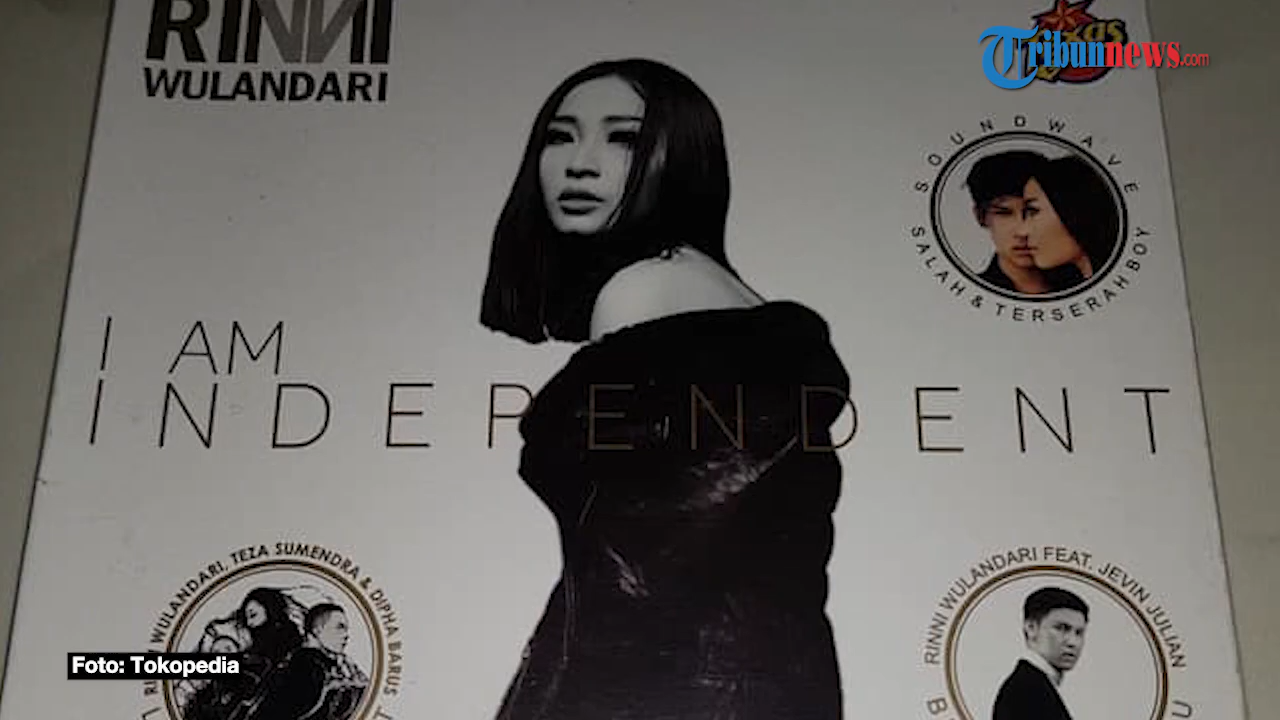 RINNI
WULANDARI
Tribunnews.com
SOUNDWAVE
SALAH & TERSERAH BOY
I AM
INDEPENDENT
WULANDARI, TEZA SUMENDRA & DIPHA BARUS
RINNI WULANDARI FEAT. JEVIN JULIAN
Foto: Tokopedia